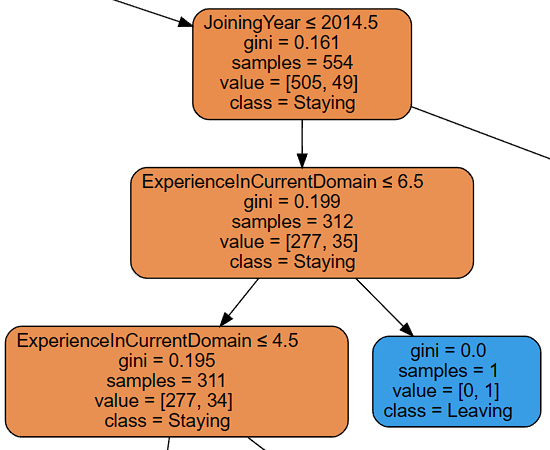 JoiningYear ≤ 2014.5
gini = 0.161
samples = 554
value = [505, 49]
class = Staying
ExperienceInCurrentDomain ≤ 6.5
gini = 0.199
samples = 312
value = [277, 35]
class = Staying
ExperienceInCurrentDomain ≤ 4.5
gini = 0.195
samples = 311
value = [277, 34]
class = Staying
gini = 0.0
samples = 1
value = [0, 1]
class = Leaving